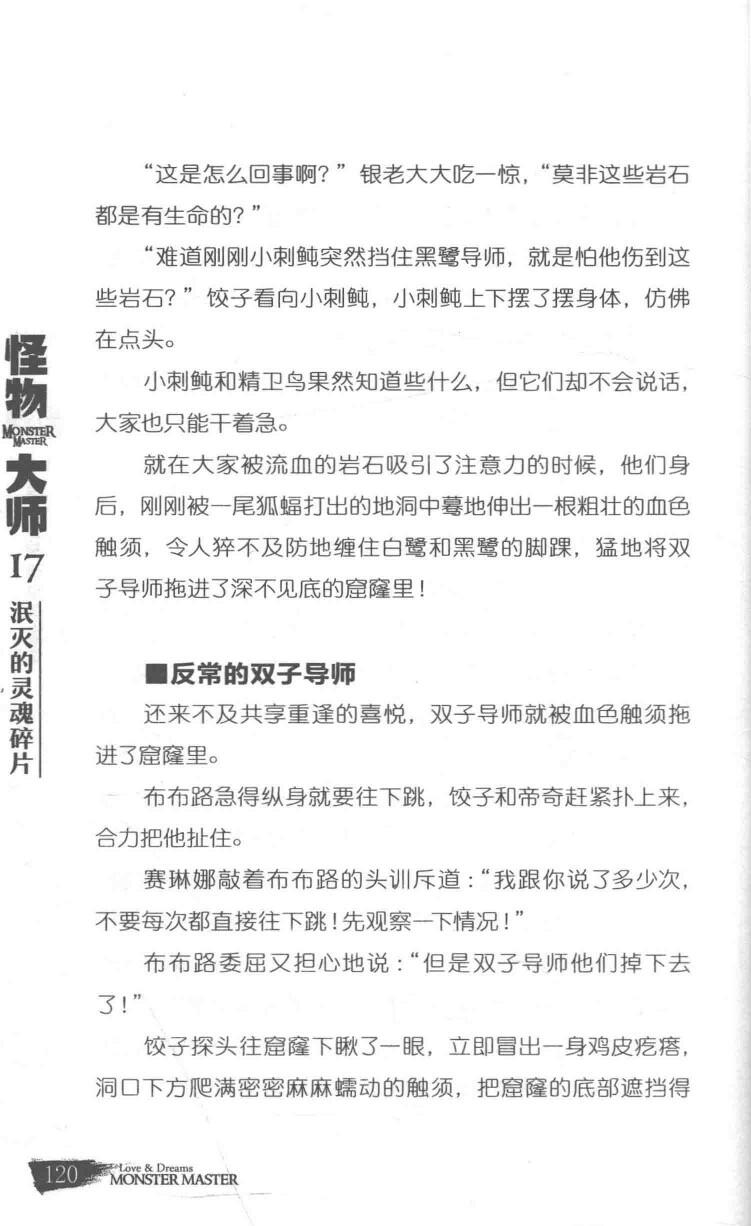 “这是怎么回事啊？”银老大大吃一惊，“莫非这些岩石
都是有生命的？”
“难道刚刚小刺鲀突然挡住黑鹭导师，就是怕他伤到这
些岩石？”饺子看向小刺鲀，小刺鲀上下摆了摆身体，仿佛
在点头。
小刺鲀和精卫鸟果然知道些什么，但它们却不会说话，
大家也只能干着急。
就在大家被流血的岩石吸引了注意力的时候，他们身
后，刚刚被一尾狐蝠打出的地洞中蓦地伸出一根粗壮的血色
触须，令人猝不及防地缠住白鹭和黑鹭的脚踝，猛地将双
子导师拖进了深不见底的窟窿里！
■反常的双子导师
还来不及共享重逢的喜悦，双子导师就被血色触须拖
进了窟窿里。
布布路急得纵身就要往下跳，饺子和帝奇赶紧扑上来，
合力把他扯住。
赛琳娜敲着布布路的头训斥道：“我跟你说了多少次，
不要每次都直接往下跳！先观察一下情况！”
布布路委屈又担心地说：“但是双子导师他们掉下去
了！”
饺子探头往窟窿下瞅了一眼，立即冒出一身鸡皮疙瘩，
洞口下方爬满密密麻麻蠕动的触须，把窟窿的底部遮挡得
怪物
MONSTER
MASTER
大师
17
泯灭的灵魂碎片
120
Love & Dreams
MONSTER MASTER